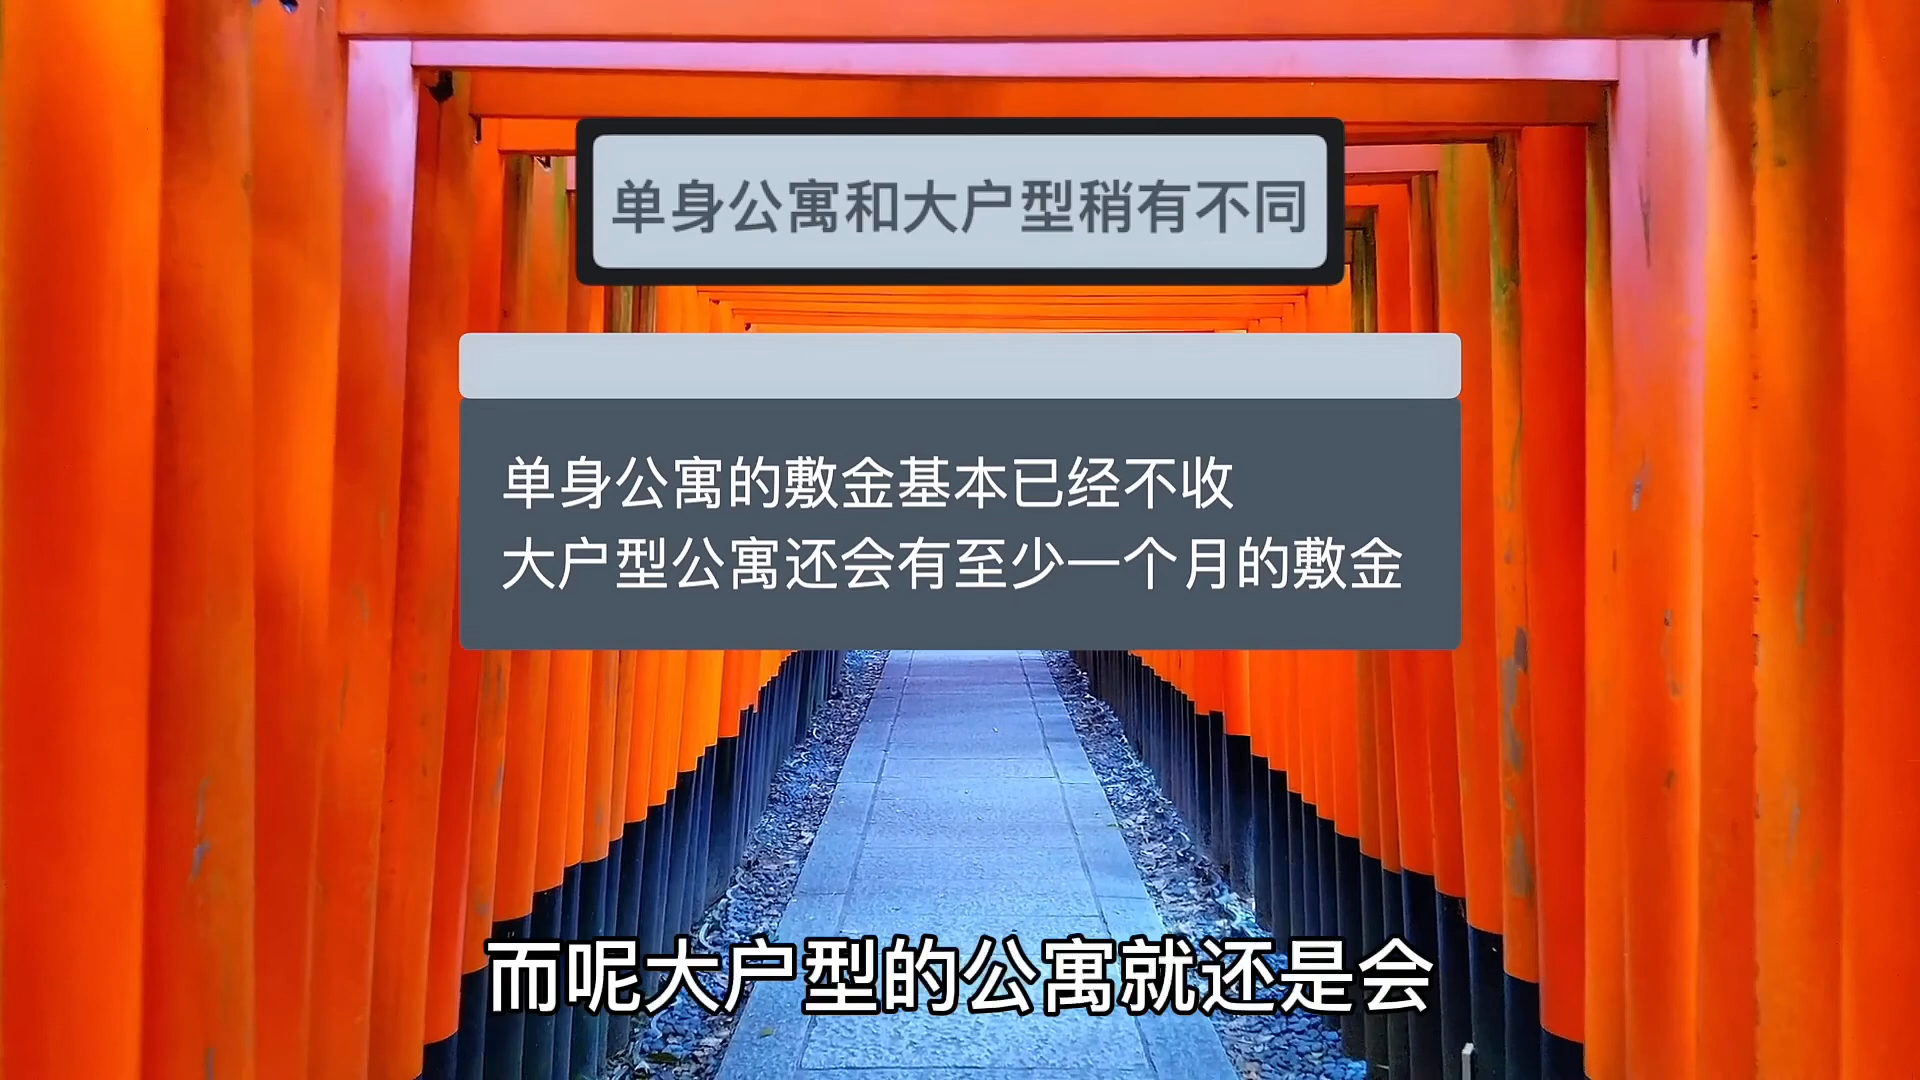 单身公寓和大户型稍有不同
单身公寓的敷金基本已经不收
大户型公寓还会有至少一个月的敷金
而呢大户型的公寓就还是会